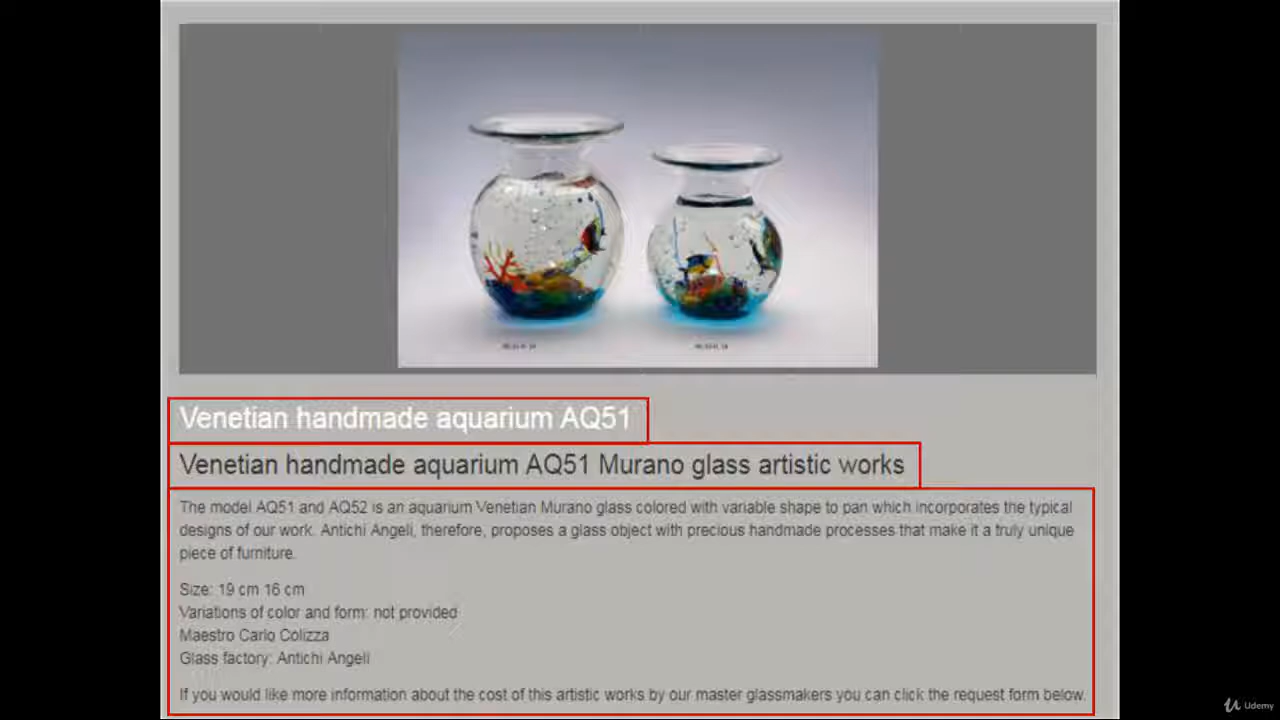 Venetian handmade aquarium AQ51
Venetian handmade aquarium AQ51 Murano glass artistic works
The model AQ51 and AQ52 is an aquarium Venetian Murano glass colored with variable shape to pan which incorporates the typical
designs of our work. Antichi Angeli, therefore, proposes a glass object with precious handmade processes that make it a truly unique
piece of furniture.
Size: 19 cm 16 cm
Variations of color and form: not provided
Maestro Carlo Colizza
Glass factory: Antichi Angeli
If you would like more information about the cost of this artistic works by our master glassmakers you can click the request form below.
Udemy